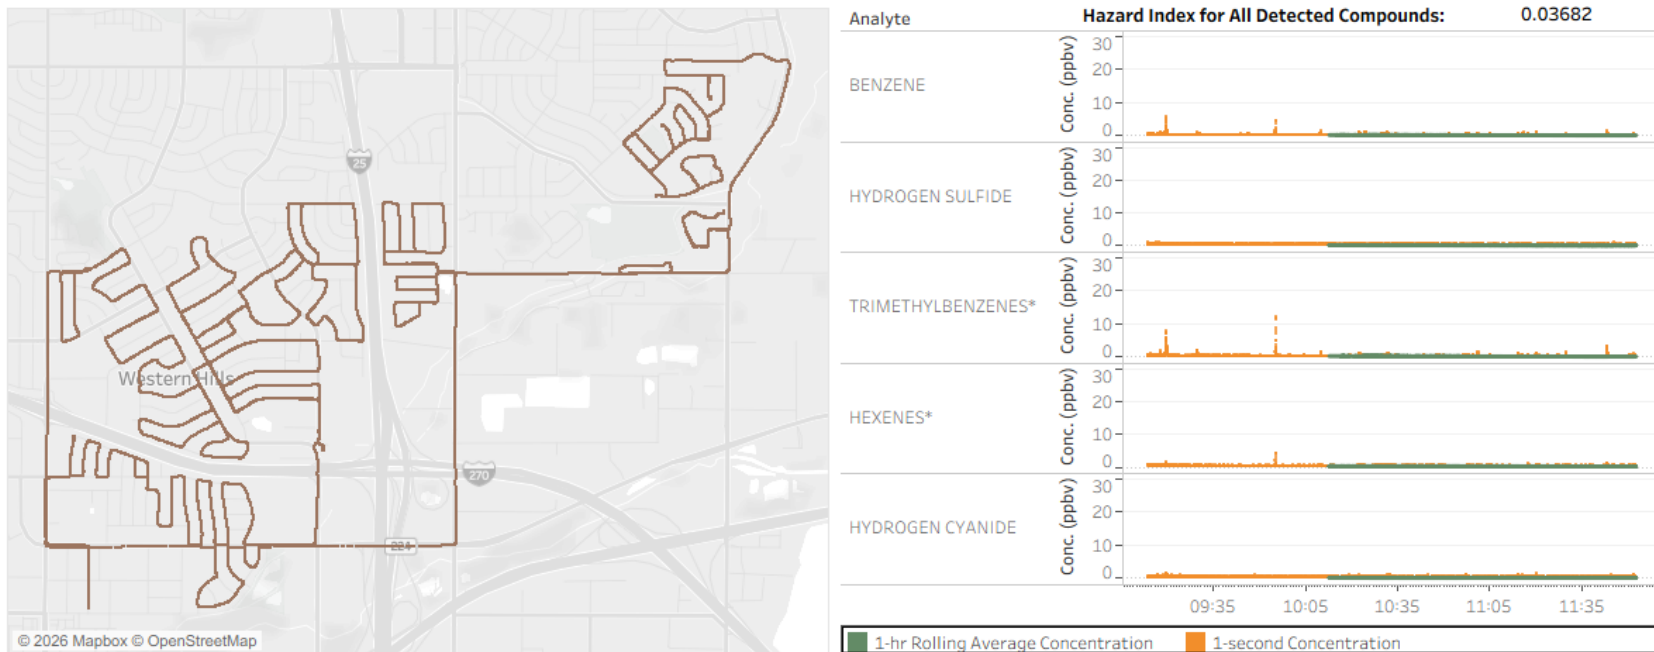 25
Western Hills
270
224
© 2026 Mapbox © OpenStreetMap
Analyte
Hazard Index for All Detected Compounds: 0.03682
BENZENE
Conc. (ppbv)
30
20
10
0
HYDROGEN SULFIDE
Conc. (ppbv)
30
20
10
0
TRIMETHYLBENZENES*
Conc. (ppbv)
30
20
10
0
HEXENES*
Conc. (ppbv)
30
20
10
0
HYDROGEN CYANIDE
Conc. (ppbv)
30
20
10
0
09:35 10:05 10:35 11:05 11:35
1-hr Rolling Average Concentration 1-second Concentration